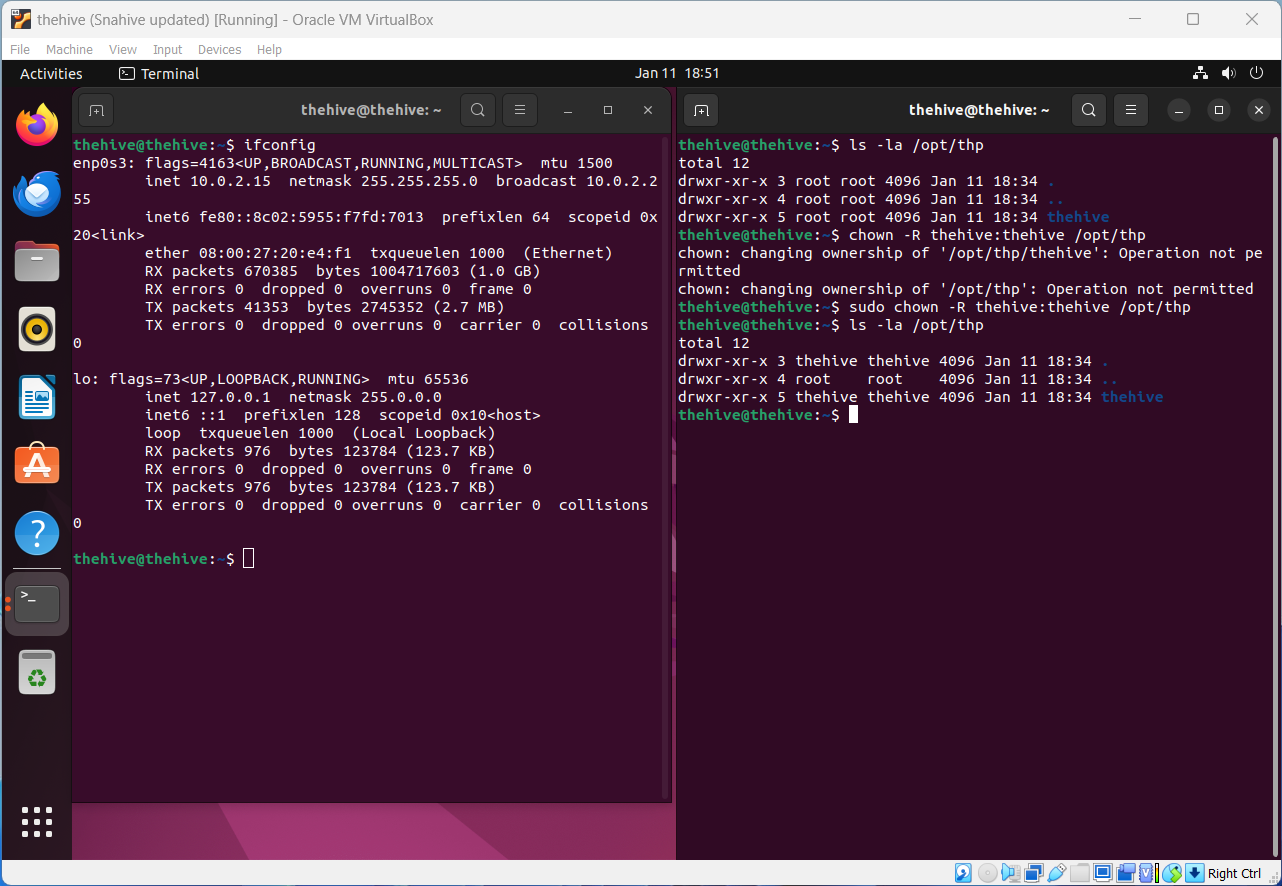 thehive (Snahive updated) [Running] - Oracle VM VirtualBox
File Machine View Input Devices Help
Activities Terminal Jan 11 18:51
thehive@thehive: ~
thehive@thehive:~$ ifconfig
enp0s3: flags=4163<UP,BROADCAST,RUNNING,MULTICAST>  mtu 1500
        inet 10.0.2.15  netmask 255.255.255.0  broadcast 10.0.2.2
55
        inet6 fe80::8c02:5955:f7fd:7013  prefixlen 64  scopeid 0x
20<link>
        ether 08:00:27:20:e4:f1  txqueuelen 1000  (Ethernet)
        RX packets 670385  bytes 1004717603 (1.0 GB)
        RX errors 0  dropped 0  overruns 0  frame 0
        TX packets 41353  bytes 2745352 (2.7 MB)
        TX errors 0  dropped 0 overruns 0  carrier 0  collisions
0
lo: flags=73<UP,LOOPBACK,RUNNING>  mtu 65536
        inet 127.0.0.1  netmask 255.0.0.0
        inet6 ::1  prefixlen 128  scopeid 0x10<host>
        loop  txqueuelen 1000  (Local Loopback)
        RX packets 976  bytes 123784 (123.7 KB)
        RX errors 0  dropped 0  overruns 0  frame 0
        TX packets 976  bytes 123784 (123.7 KB)
        TX errors 0  dropped 0 overruns 0  carrier 0  collisions
0
thehive@thehive:~$
thehive@thehive: ~
thehive@thehive:~$ ls -la /opt/thp
total 12
drwxr-xr-x 3 root root 4096 Jan 11 18:34 .
drwxr-xr-x 4 root root 4096 Jan 11 18:34 ..
drwxr-xr-x 5 root root 4096 Jan 11 18:34 thehive
thehive@thehive:~$ chown -R thehive:thehive /opt/thp
chown: changing ownership of '/opt/thp/thehive': Operation not pe
rmitted
chown: changing ownership of '/opt/thp': Operation not permitted
thehive@thehive:~$ sudo chown -R thehive:thehive /opt/thp
thehive@thehive:~$ ls -la /opt/thp
total 12
drwxr-xr-x 3 thehive thehive 4096 Jan 11 18:34 .
drwxr-xr-x 4 root    root    4096 Jan 11 18:34 ..
drwxr-xr-x 5 thehive thehive 4096 Jan 11 18:34 thehive
thehive@thehive:~$
Right Ctrl